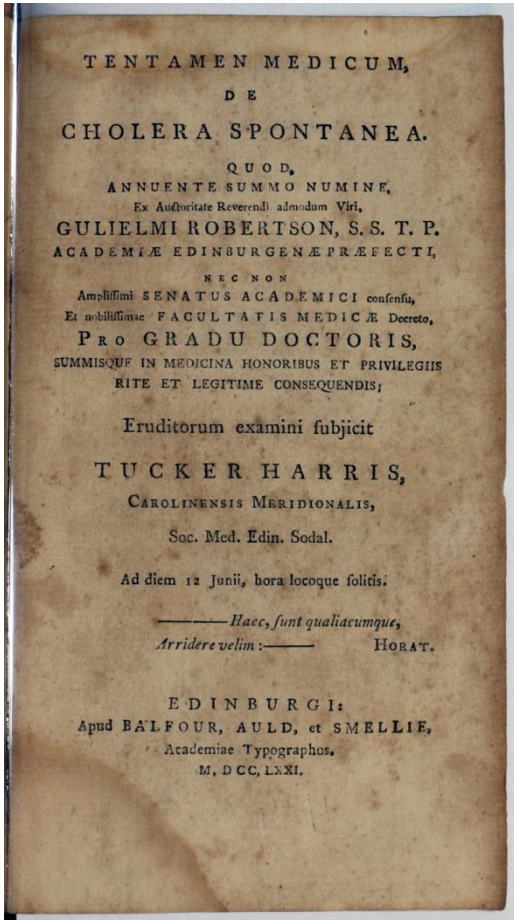 TENTAMEN MEDICUM,
DE
CHOLERA SPONTANEA.
QUOD,
ANNUENTE SUMMO NUMINE,
Ex Auctoritate Reverendi admodum Viri,
GULIELMI ROBERTSON, S. S. T. P.
ACADEMIÆ EDINBURGENÆ PRÆFECTI,
NEC NON
Ampliſſimi SENATUS ACADEMICI conſenſu,
Et nobiliſſimae FACULTATIS MEDICÆ Decreto,
PRO GRADU DOCTORIS,
SUMMISQUE IN MEDICINA HONORIBUS ET PRIVILEGIIS
RITE ET LEGITIME CONSEQUENDIS;
Eruditorum examini ſubjicit
TUCKER HARRIS,
CAROLINENSIS MERIDIONALIS,
Soc. Med. Edin. Sodal.
Ad diem 12 Junii, hora locoque ſolitis.
————Haec, ſunt qualiacumque,
Arridere velim:——— HORAT.
EDINBURGI:
Apud BALFOUR, AULD, et SMELLIE,
Academiae Typographos.
M, DCC, LXXI.